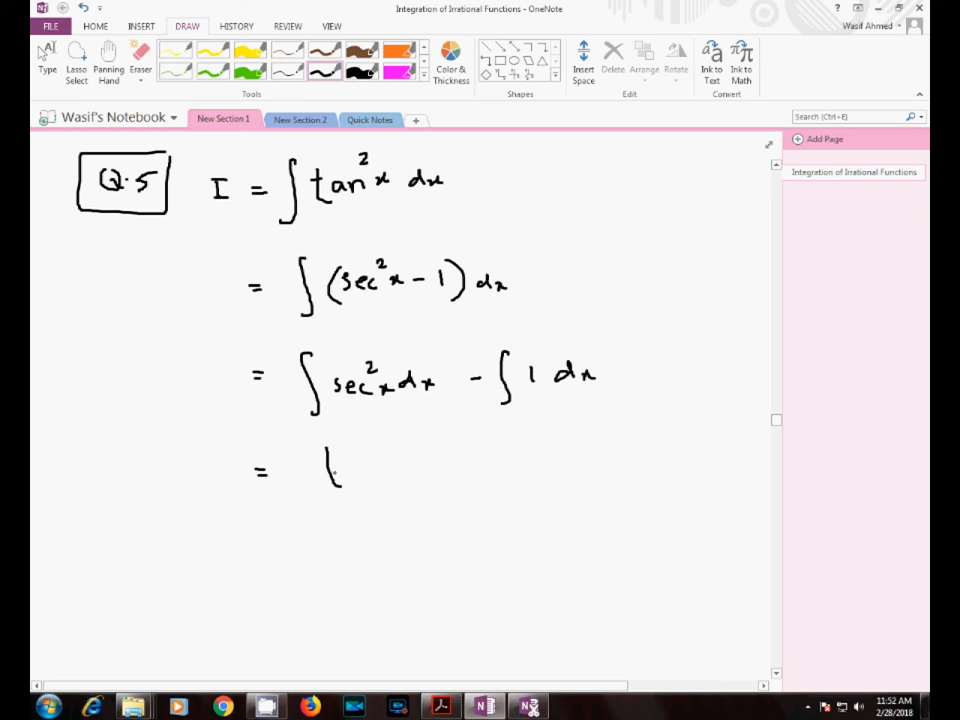 Integration of Irrational Functions - OneNote
FILE HOME INSERT DRAW HISTORY REVIEW VIEW
Wasif Ahmed
Type
Lasso Select
Panning Hand
Eraser
Color & Thickness
Insert Space
Delete
Arrange
Rotate
Ink to Text
Ink to Math
Tools Shapes Edit Convert
Wasif's Notebook New Section 1 New Section 2 Quick Notes
Search (Ctrl+E)
Add Page
Integration of Irrational Functions
Q.5 I = ∫ tan²x dx
= ∫ (sec²x - 1) dx
= ∫ sec²x dx - ∫ 1 dx
=
11:52 AM
2/28/2018